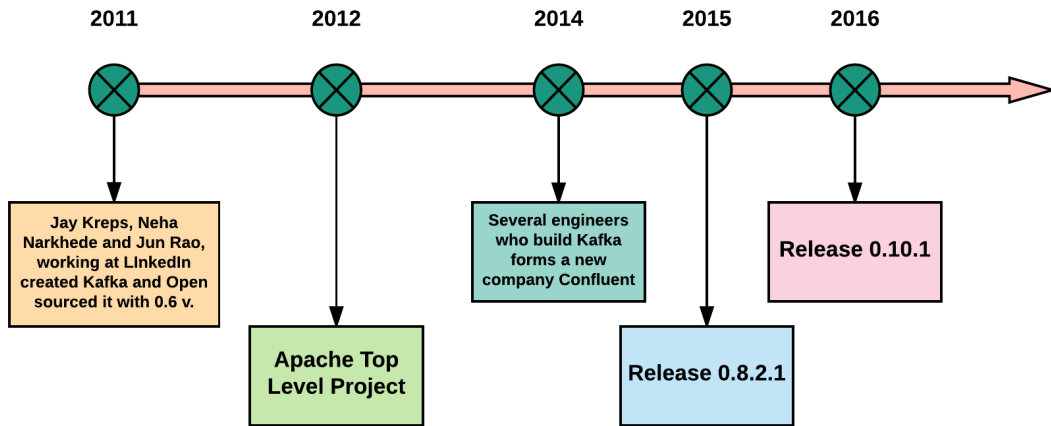 2011
2012
2014
2015
2016
Jay Kreps, Neha
Narkhede and Jun Rao,
working at LInkedIn
created Kafka and Open
sourced it with 0.6 v.
Apache Top
Level Project
Several engineers
who build Kafka
forms a new
company Confluent
Release 0.8.2.1
Release 0.10.1